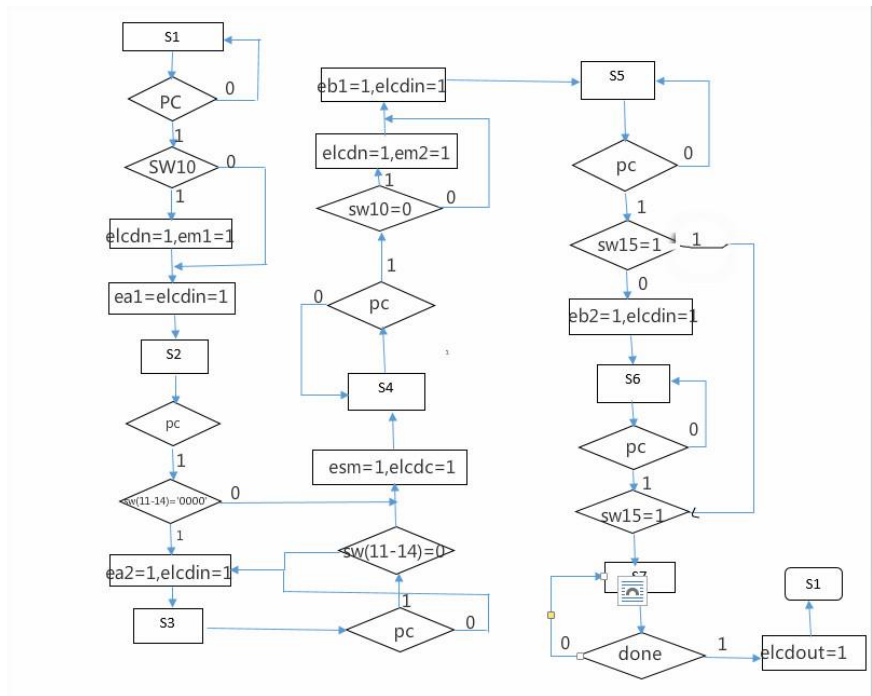 S1
PC
0
1
SW10
0
1
elcdn=1,em1=1
ea1=elcdin=1
S2
pc
1
sw(11-14)='0000'
0
1
ea2=1,elcdin=1
S3
pc
0
1
sw(11-14)=0
esm=1,elcdc=1
S4
pc
0
1
sw10=0
0
1
elcdn=1,em2=1
eb1=1,elcdin=1
1
S5
pc
0
1
sw15=1
1
0
eb2=1,elcdin=1
S6
pc
0
1
sw15=1
S7
done
0
1
elcdout=1
S1